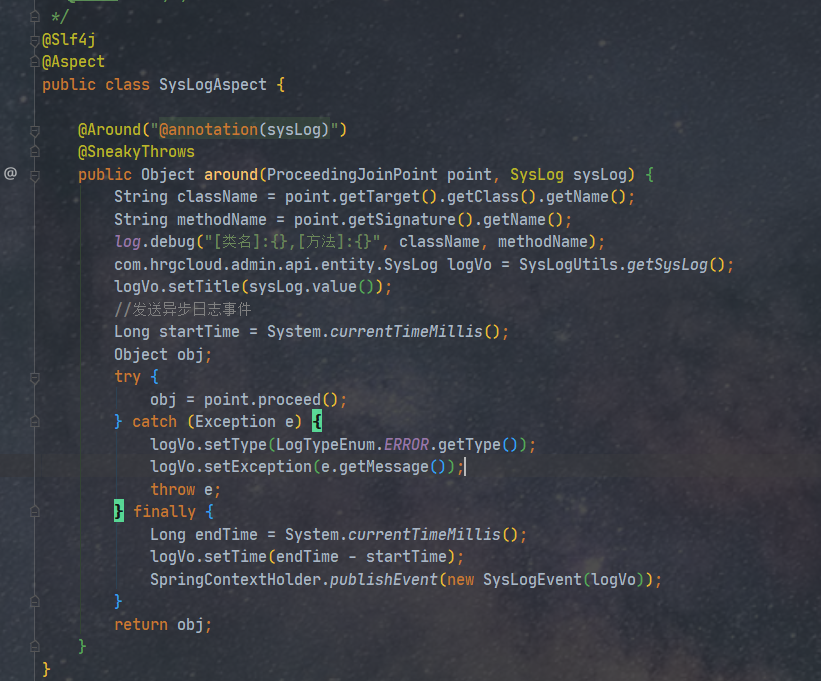 */
@Slf4j
@Aspect
public class SysLogAspect {
@Around("@annotation(sysLog)")
@SneakyThrows
@
public Object around(ProceedingJoinPoint point, SysLog sysLog) {
String className = point.getTarget().getClass().getName();
String methodName = point.getSignature().getName();
log.debug("[类名]:{},[方法]:{}", className, methodName);
com.hrgcloud.admin.api.entity.SysLog logVo = SysLogUtils.getSysLog();
logVo.setTitle(sysLog.value());
//发送异步日志事件
Long startTime = System.currentTimeMillis();
Object obj;
try {
obj = point.proceed();
} catch (Exception e) {
logVo.setType(LogTypeEnum.ERROR.getType());
logVo.setException(e.getMessage());
throw e;
} finally {
Long endTime = System.currentTimeMillis();
logVo.setTime(endTime - startTime);
SpringContextHolder.publishEvent(new SysLogEvent(logVo));
}
return obj;
}
}